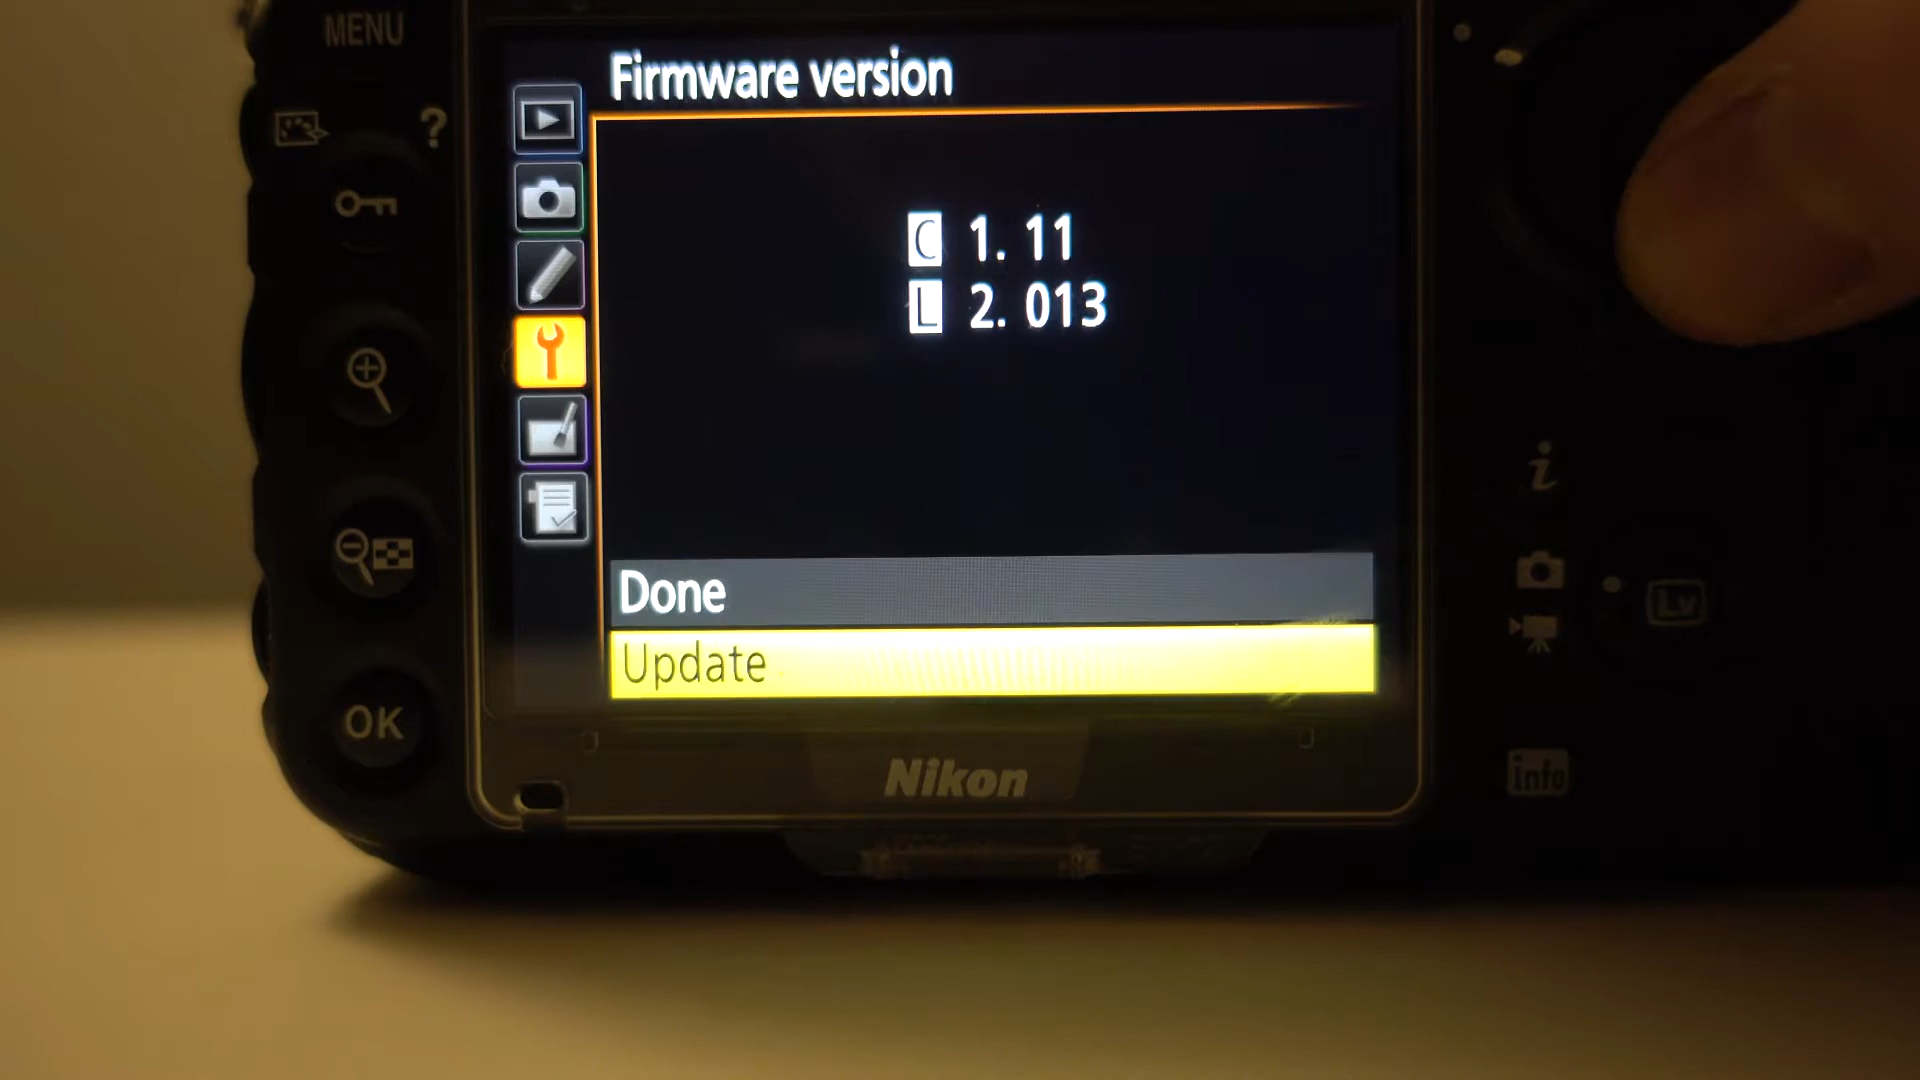 MENU
Firmware version
?
C 1. 11
L 2. 013
i
Done
Lv
Update
OK
Nikon
info